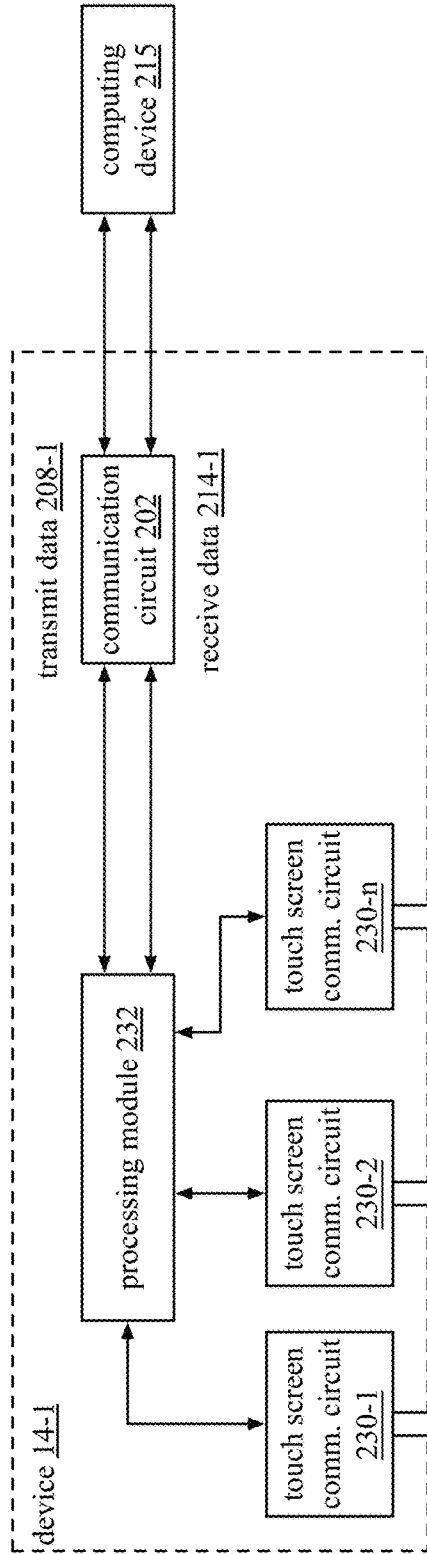 device 14-1
processing module 232
transmit data 208-1
communication
circuit 202
receive data 214-1
computing
device 215
touch screen
comm. circuit
230-1
touch screen
comm. circuit
230-2
touch screen
comm. circuit
230-n